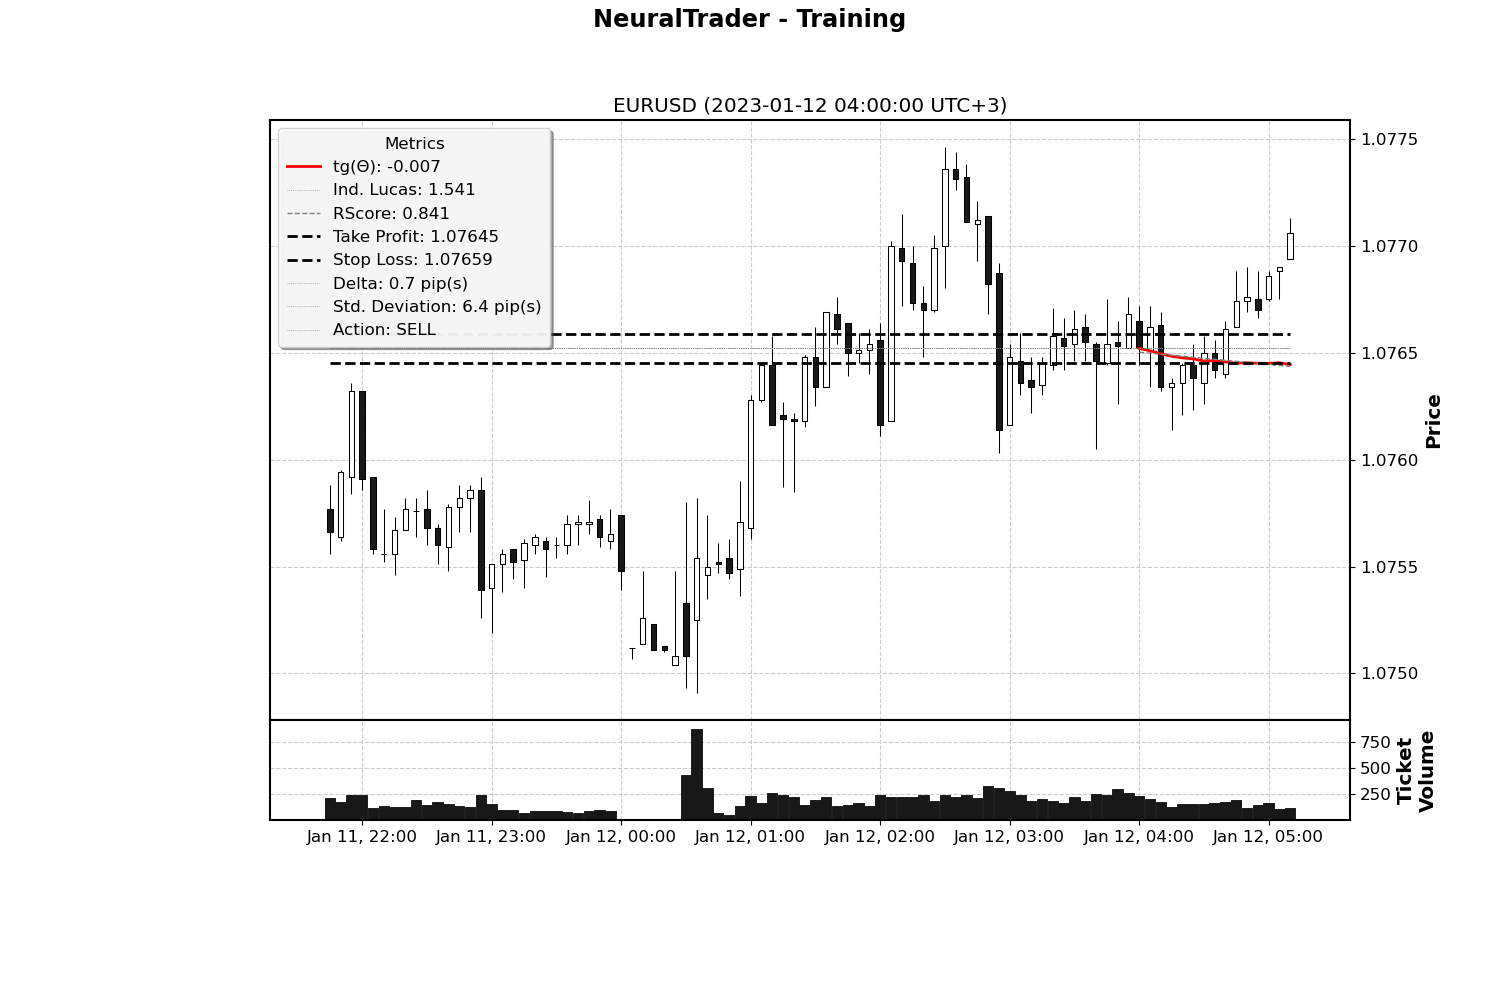 NeuralTrader - Training
EURUSD (2023-01-12 04:00:00 UTC+3)
Metrics
tg(Θ): -0.007
Ind. Lucas: 1.541
RScore: 0.841
Take Profit: 1.07645
Stop Loss: 1.07659
Delta: 0.7 pip(s)
Std. Deviation: 6.4 pip(s)
Action: SELL
1.0775
1.0770
1.0765
1.0760
1.0755
1.0750
Price
750
500
250
Ticket
Volume
Jan 11, 22:00
Jan 11, 23:00
Jan 12, 00:00
Jan 12, 01:00
Jan 12, 02:00
Jan 12, 03:00
Jan 12, 04:00
Jan 12, 05:00